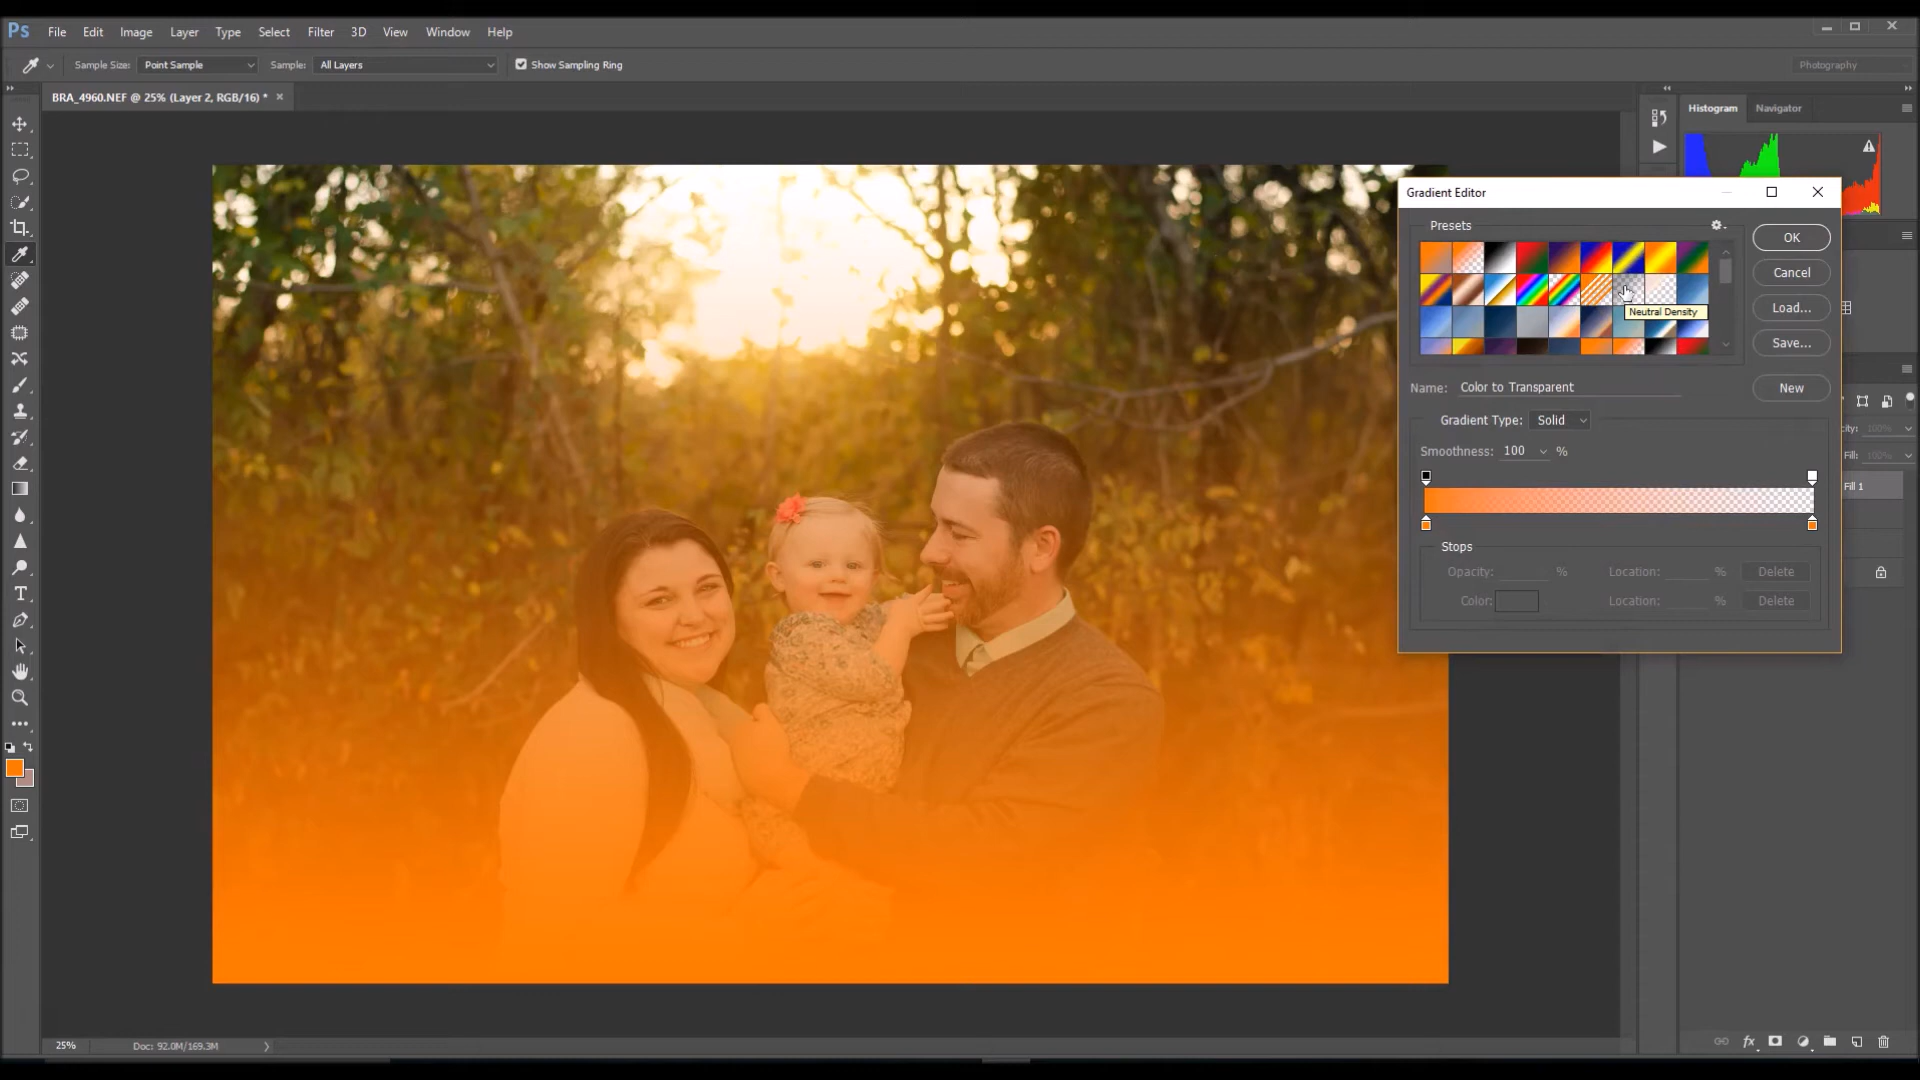 Ps File Edit Image Layer Type Select Filter 3D View Window Help
Sample Size: Point Sample Sample: All Layers Show Sampling Ring Photography
BRA_4960.NEF @ 25% (Layer 2, RGB/16) * ×
Histogram Navigator
Gradient Editor
Presets
OK
Cancel
Load...
Neutral Density
Save...
Name: Color to Transparent New
Gradient Type: Solid
Smoothness: 100 %
Fill:
Fill 1
Stops
Opacity: % Location: % Delete
Color: Location: % Delete
25% Doc: 92.0M/169.3M
fx